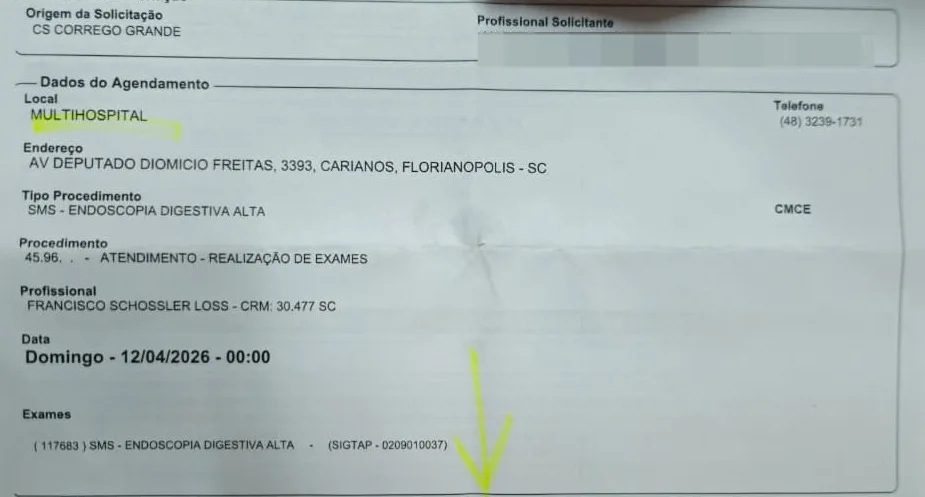 Origem da Solicitação
CS CORREGO GRANDE
Profissional Solicitante
Dados do Agendamento
Local
MULTIHOSPITAL
Telefone
(48) 3239-1731
Endereço
AV DEPUTADO DIOMICIO FREITAS, 3393, CARIANOS, FLORIANOPOLIS - SC
Tipo Procedimento
SMS - ENDOSCOPIA DIGESTIVA ALTA
CMCE
Procedimento
45.96. . - ATENDIMENTO - REALIZAÇÃO DE EXAMES
Profissional
FRANCISCO SCHOSSLER LOSS - CRM: 30.477 SC
Data
Domingo - 12/04/2026 - 00:00
Exames
( 117683 ) SMS - ENDOSCOPIA DIGESTIVA ALTA - (SIGTAP - 0209010037)